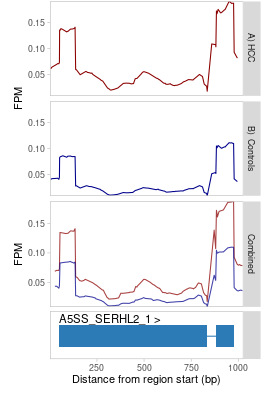 0.15
0.10
0.05
A) HCC
FPM
0.15
0.10
0.05
B) Controls
FPM
0.15
0.10
0.05
Combined
A5SS_SERHL2_1 >
250
500
750
1000
Distance from region start (bp)